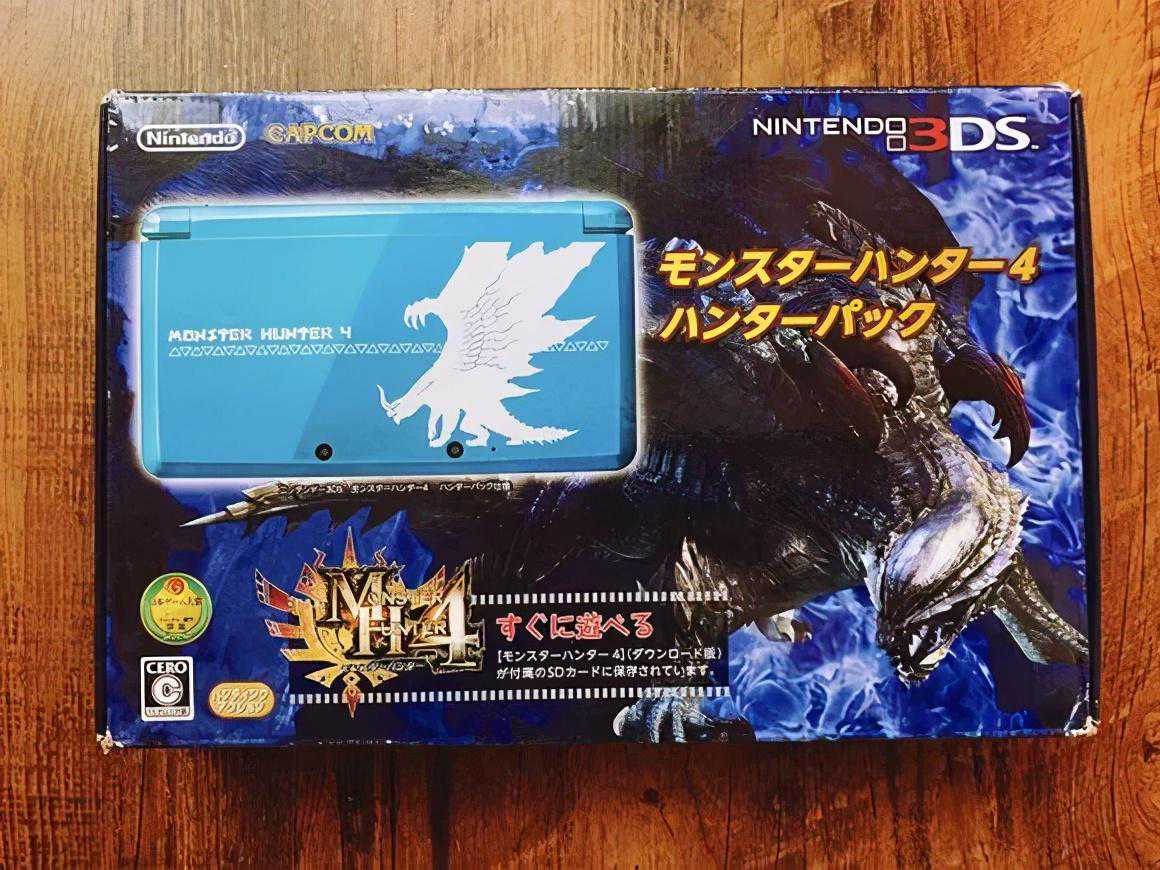 Nintendo
CAPCOM
NINTENDO 3DS
モンスターハンター4
ハンターパック
MONSTER HUNTER 4
MONSTER HUNTER 4
すぐに遊べる
[モンスターハンター4](ダウンロード版)
が付属のSDカードに保存されています。
CERO
C